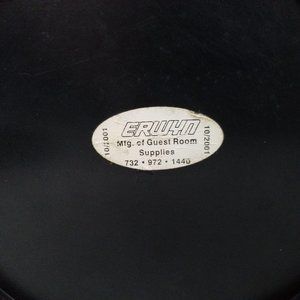 ERWYN
Mfg. of Guest Room
Supplies
732 • 972 • 1440
10/2001
10/2001